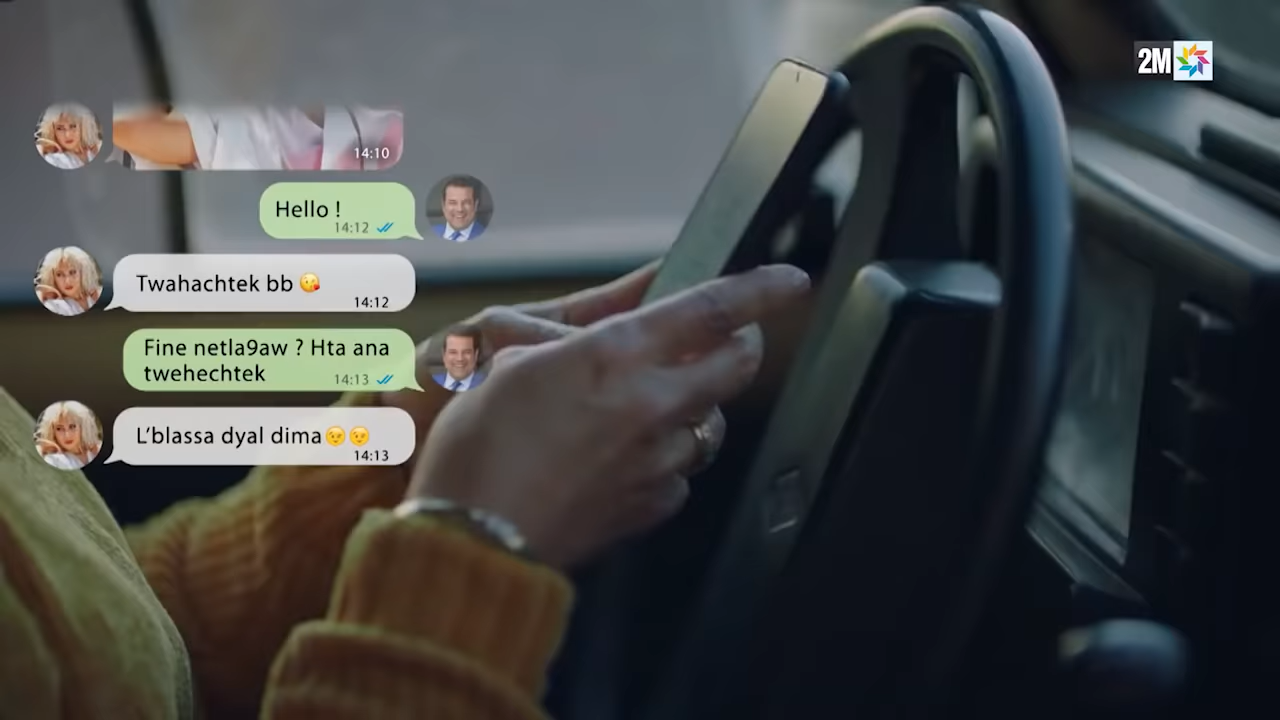 2M
14:10
Hello !
14:12
Twahachtek bb 😘
14:12
Fine netla9aw ? Hta ana
twehechtek
14:13
L'blassa dyal dima😉😉
14:13